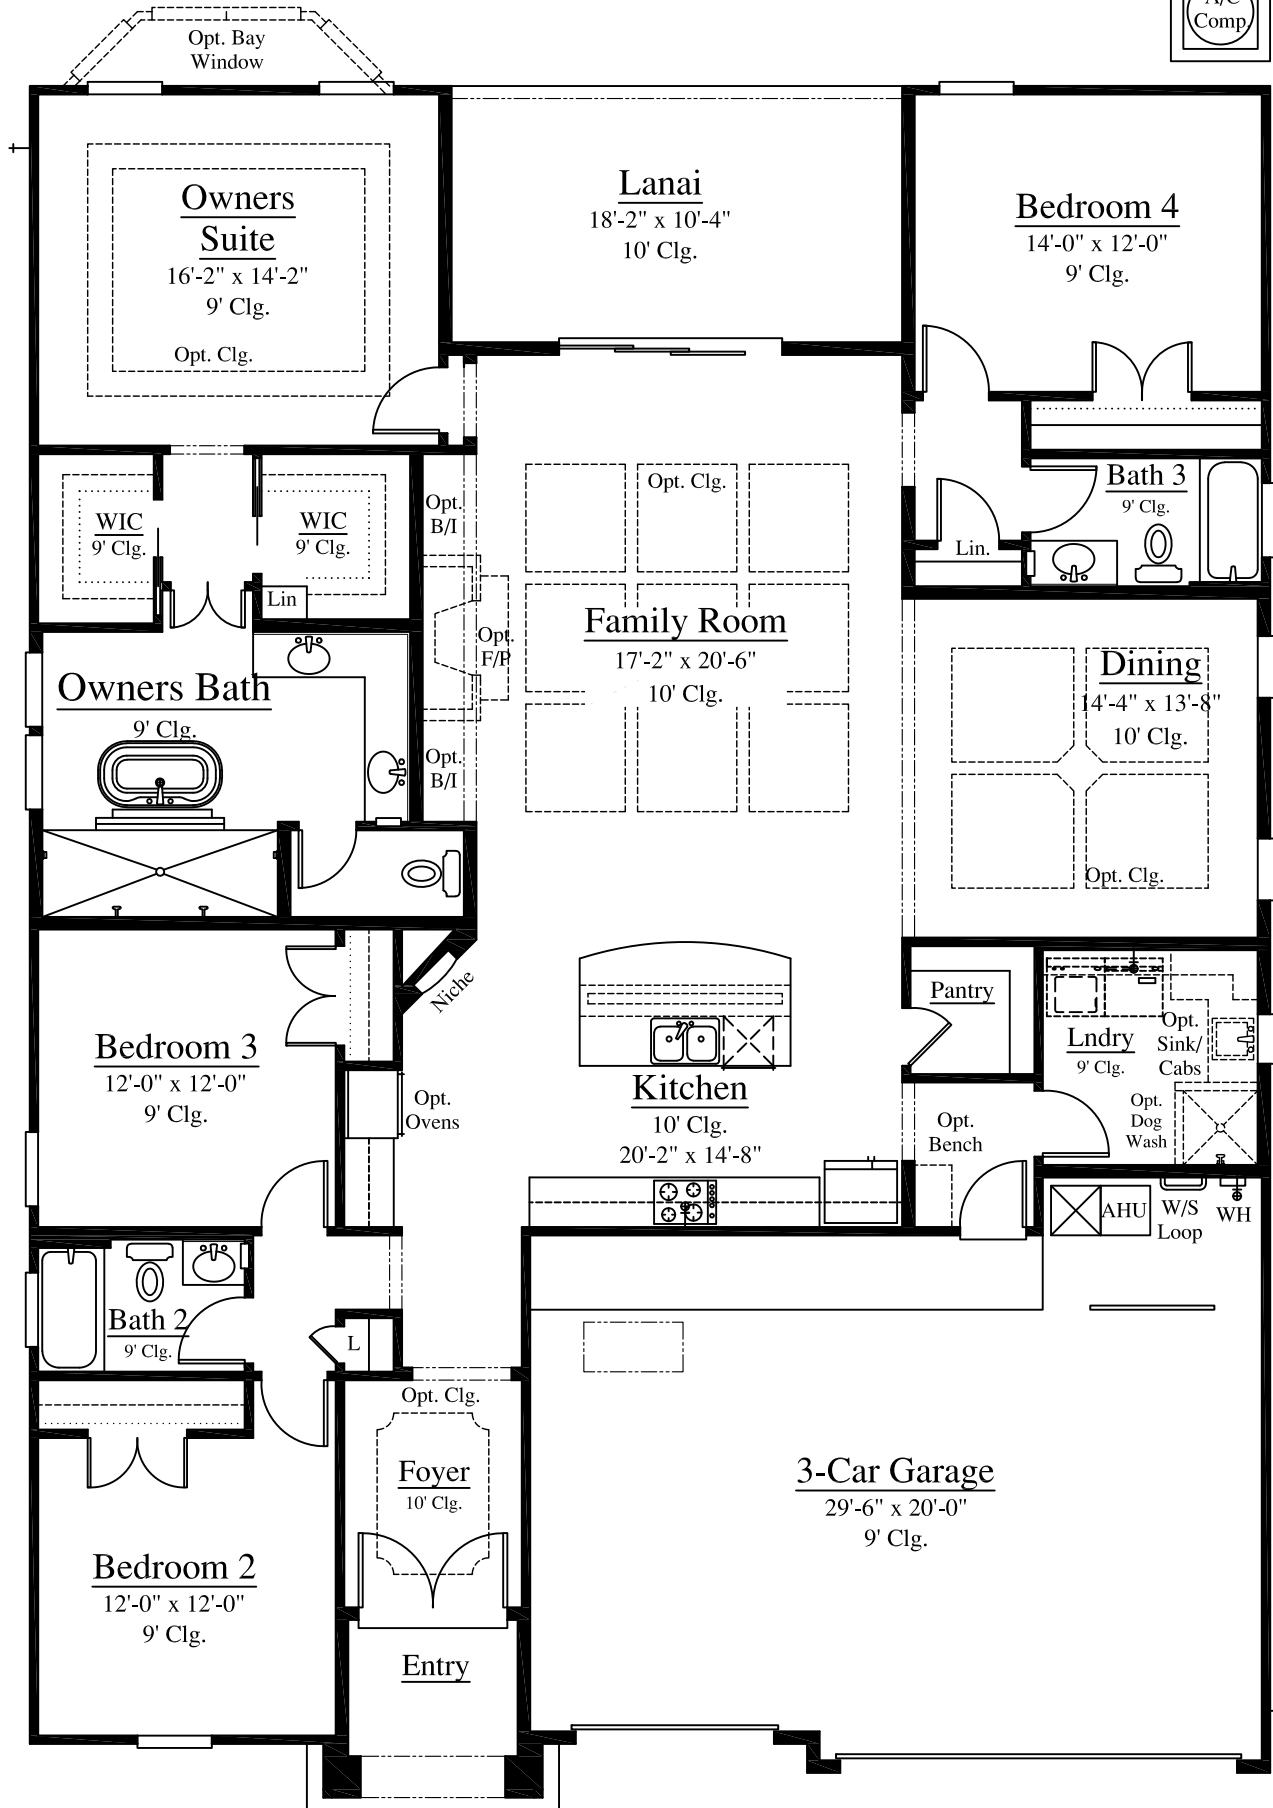 A/C
Comp.
Opt. Bay
Window
Owners
Suite
16'-2" x 14'-2"
9' Clg.
Opt. Clg.
Lanai
18'-2" x 10'-4"
10' Clg.
Bedroom 4
14'-0" x 12'-0"
9' Clg.
WIC
9' Clg.
WIC
9' Clg.
Lin
Opt.
B/I
Opt. Clg.
Bath 3
9' Clg.
Lin.
Family Room
17'-2" x 20'-6"
10' Clg.
Opt.
F/P
Opt.
B/I
Owners Bath
9' Clg.
Dining
14'-4" x 13'-8"
10' Clg.
Opt. Clg.
Niche
Bedroom 3
12'-0" x 12'-0"
9' Clg.
Opt.
Ovens
Kitchen
10' Clg.
20'-2" x 14'-8"
Pantry
Lndry
9' Clg.
Opt.
Sink/
Cabs
Opt.
Dog
Wash
Opt.
Bench
AHU
W/S
Loop
WH
Bath 2
9' Clg.
L
Opt. Clg.
Foyer
10' Clg.
3-Car Garage
29'-6" x 20'-0"
9' Clg.
Bedroom 2
12'-0" x 12'-0"
9' Clg.
Entry